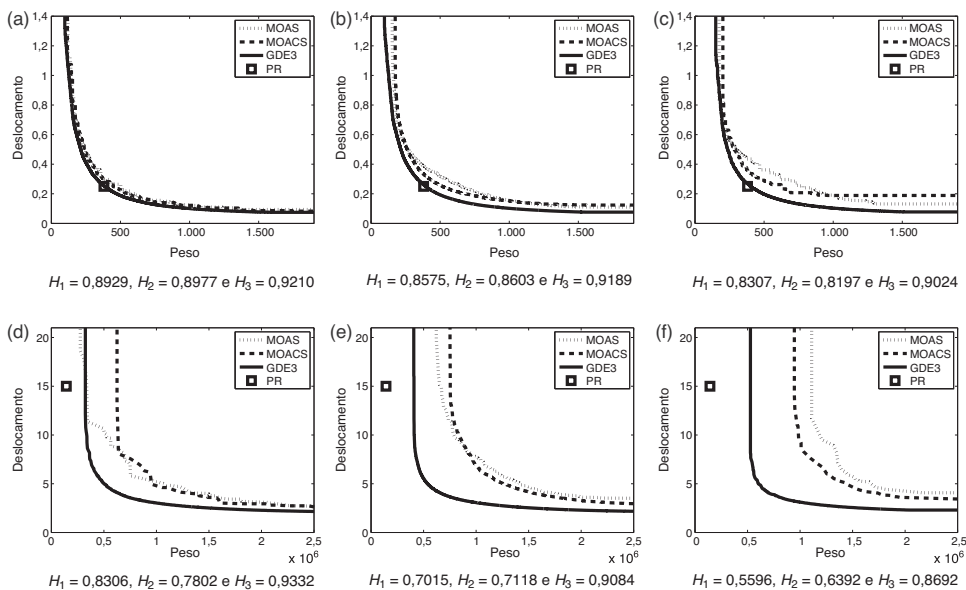 (a)
1,4
1,2
1
0,8
0,6
0,4
0,2
0
Deslocamento
0
500
1.000
1.500
Peso
MOAS
MOACS
GDE3
PR
H1 = 0,8929, H2 = 0,8977 e H3 = 0,9210
(b)
1,4
1,2
1
0,8
0,6
0,4
0,2
0
Deslocamento
0
500
1.000
1.500
Peso
MOAS
MOACS
GDE3
PR
H1 = 0,8575, H2 = 0,8603 e H3 = 0,9189
(c)
1,4
1,2
1
0,8
0,6
0,4
0,2
0
Deslocamento
0
500
1.000
1.500
Peso
MOAS
MOACS
GDE3
PR
H1 = 0,8307, H2 = 0,8197 e H3 = 0,9024
(d)
20
15
10
5
0
Deslocamento
0
0,5
1
1,5
2
2,5
Peso
x 10⁶
MOAS
MOACS
GDE3
PR
H1 = 0,8306, H2 = 0,7802 e H3 = 0,9332
(e)
20
15
10
5
0
Deslocamento
0
0,5
1
1,5
2
2,5
Peso
x 10⁶
MOAS
MOACS
GDE3
PR
H1 = 0,7015, H2 = 0,7118 e H3 = 0,9084
(f)
20
15
10
5
0
Deslocamento
0
0,5
1
1,5
2
2,5
Peso
x 10⁶
MOAS
MOACS
GDE3
PR
H1 = 0,5596, H2 = 0,6392 e H3 = 0,8692